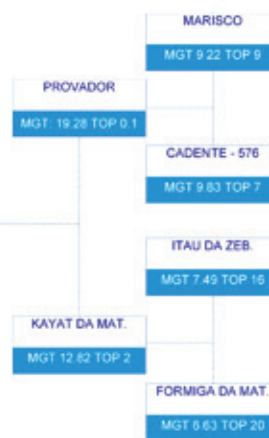 MARISCO
MGT 9.22 TOP 9
PROVADOR
MGT: 19.28 TOP 0.1
CADENTE - 576
MGT 9.83 TOP 7
ITAU DA ZEB.
MGT 7.49 TOP 16
KAYAT DA MAT.
MGT 12.82 TOP 2
FORMIGA DA MAT.
MGT 6.63 TOP 20